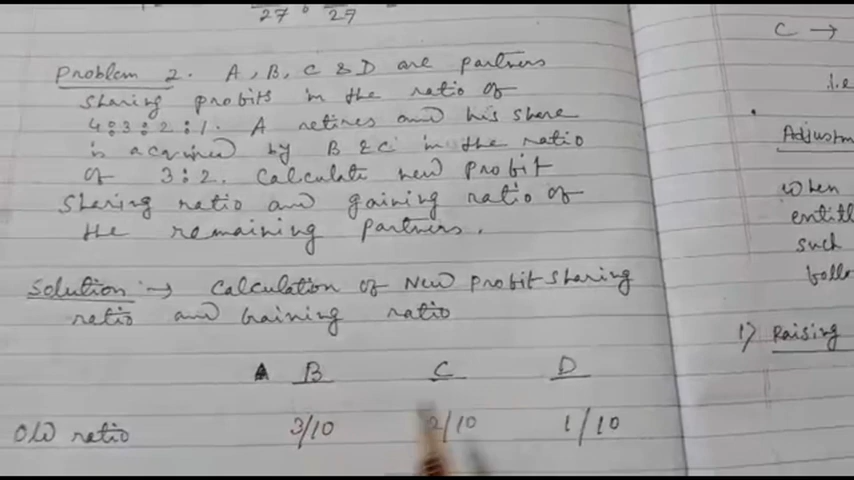 27 27
Problem 2. A, B, C & D are partners
sharing profits in the ratio of
4:3:2:1. A retires and his share
is acquired by B & C in the ratio
of 3:2. Calculate new profit
sharing ratio and gaining ratio of
the remaining partners.
Solution :→ Calculation of New profit sharing
ratio and Gaining ratio
A B C D
Old ratio 3/10 2/10 1/10
C →
i.e
Adjustm
when
entitl
such
follo
1) Raising